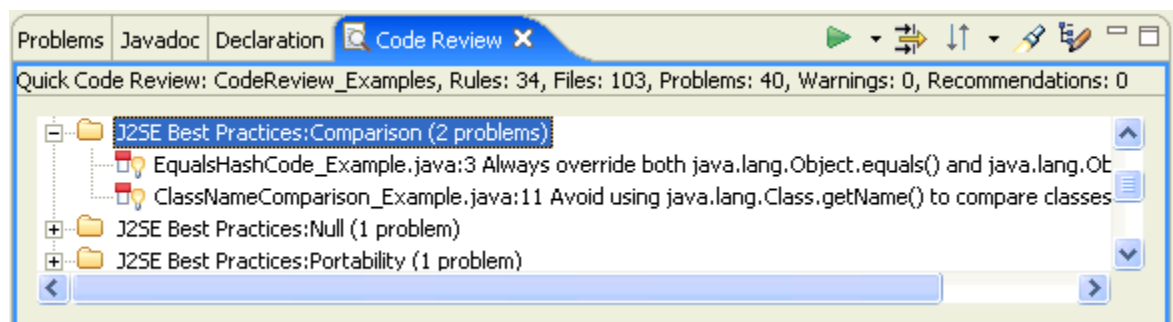 Problems Javadoc Declaration Code Review
Quick Code Review: CodeReview_Examples, Rules: 34, Files: 103, Problems: 40, Warnings: 0, Recommendations: 0
J2SE Best Practices:Comparison (2 problems)
EqualsHashCode_Example.java:3 Always override both java.lang.Object.equals() and java.lang.Ob
ClassNameComparison_Example.java:11 Avoid using java.lang.Class.getName() to compare classes
J2SE Best Practices:Null (1 problem)
J2SE Best Practices:Portability (1 problem)